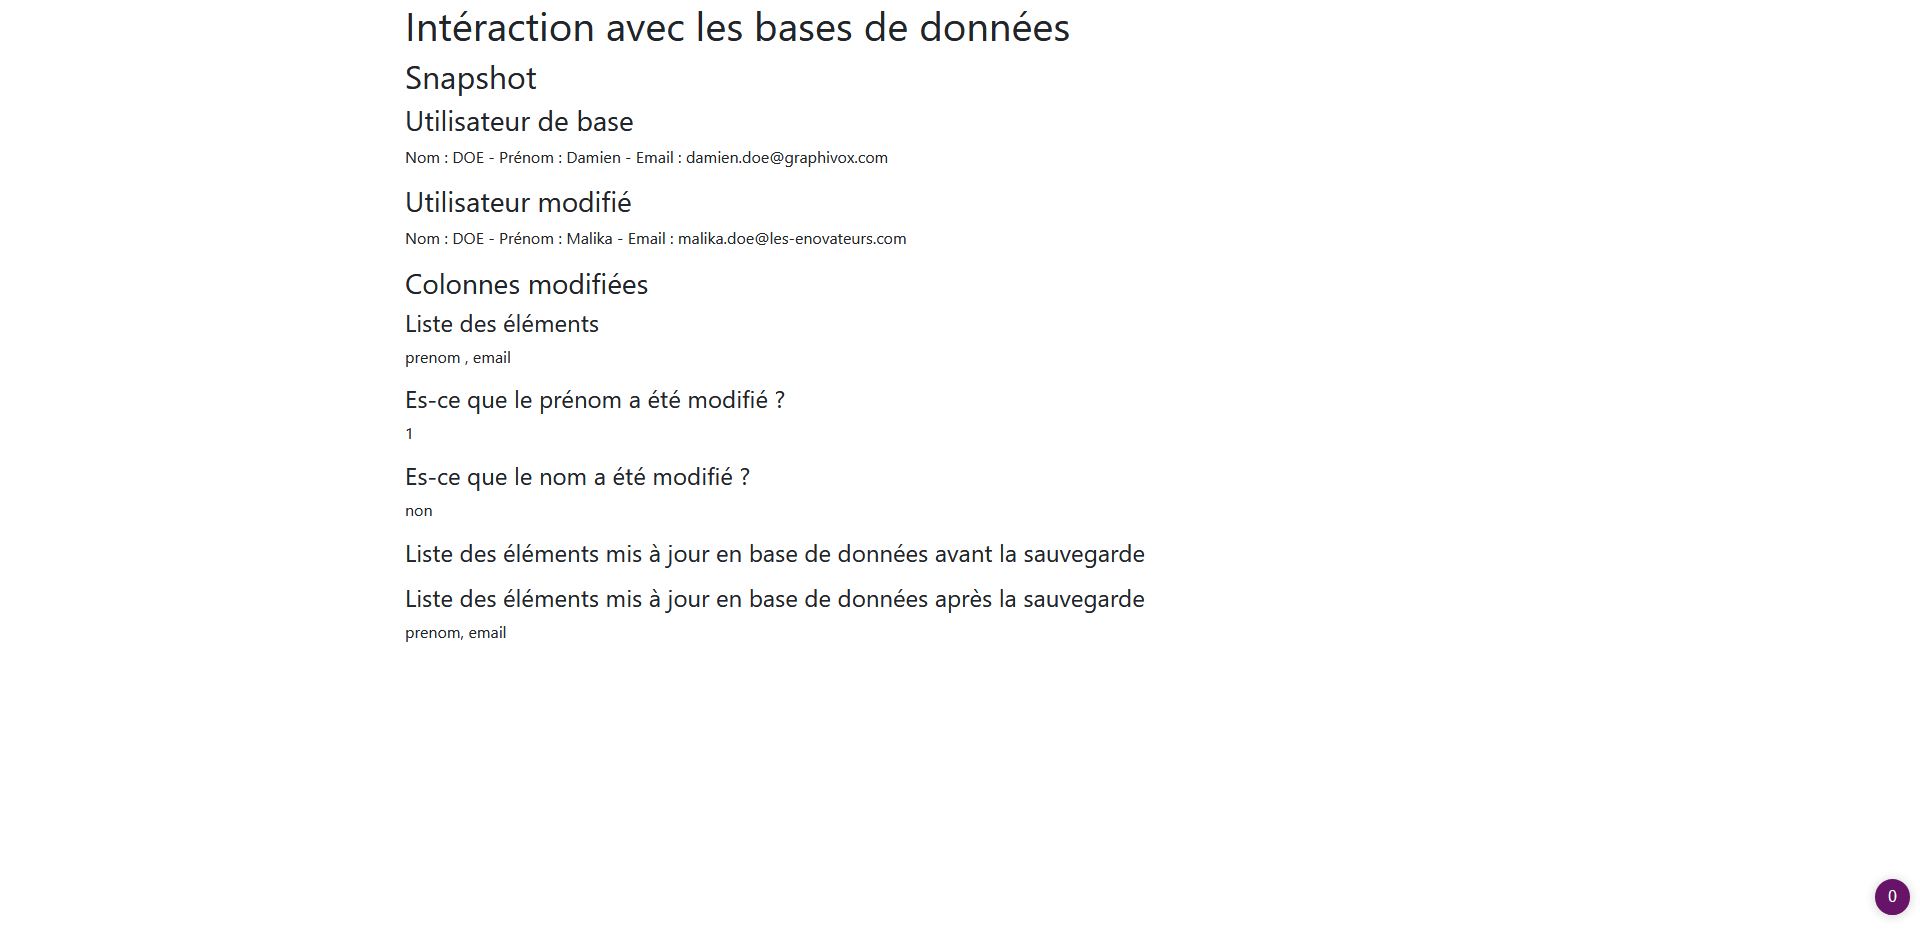 Intéraction avec les bases de données
Snapshot
Utilisateur de base
Nom : DOE - Prénom : Damien - Email : damien.doe@graphivox.com
Utilisateur modifié
Nom : DOE - Prénom : Malika - Email : malika.doe@les-enovateurs.com
Colonnes modifiées
Liste des éléments
prenom , email
Es-ce que le prénom a été modifié ?
1
Es-ce que le nom a été modifié ?
non
Liste des éléments mis à jour en base de données avant la sauvegarde
Liste des éléments mis à jour en base de données après la sauvegarde
prenom, email
0